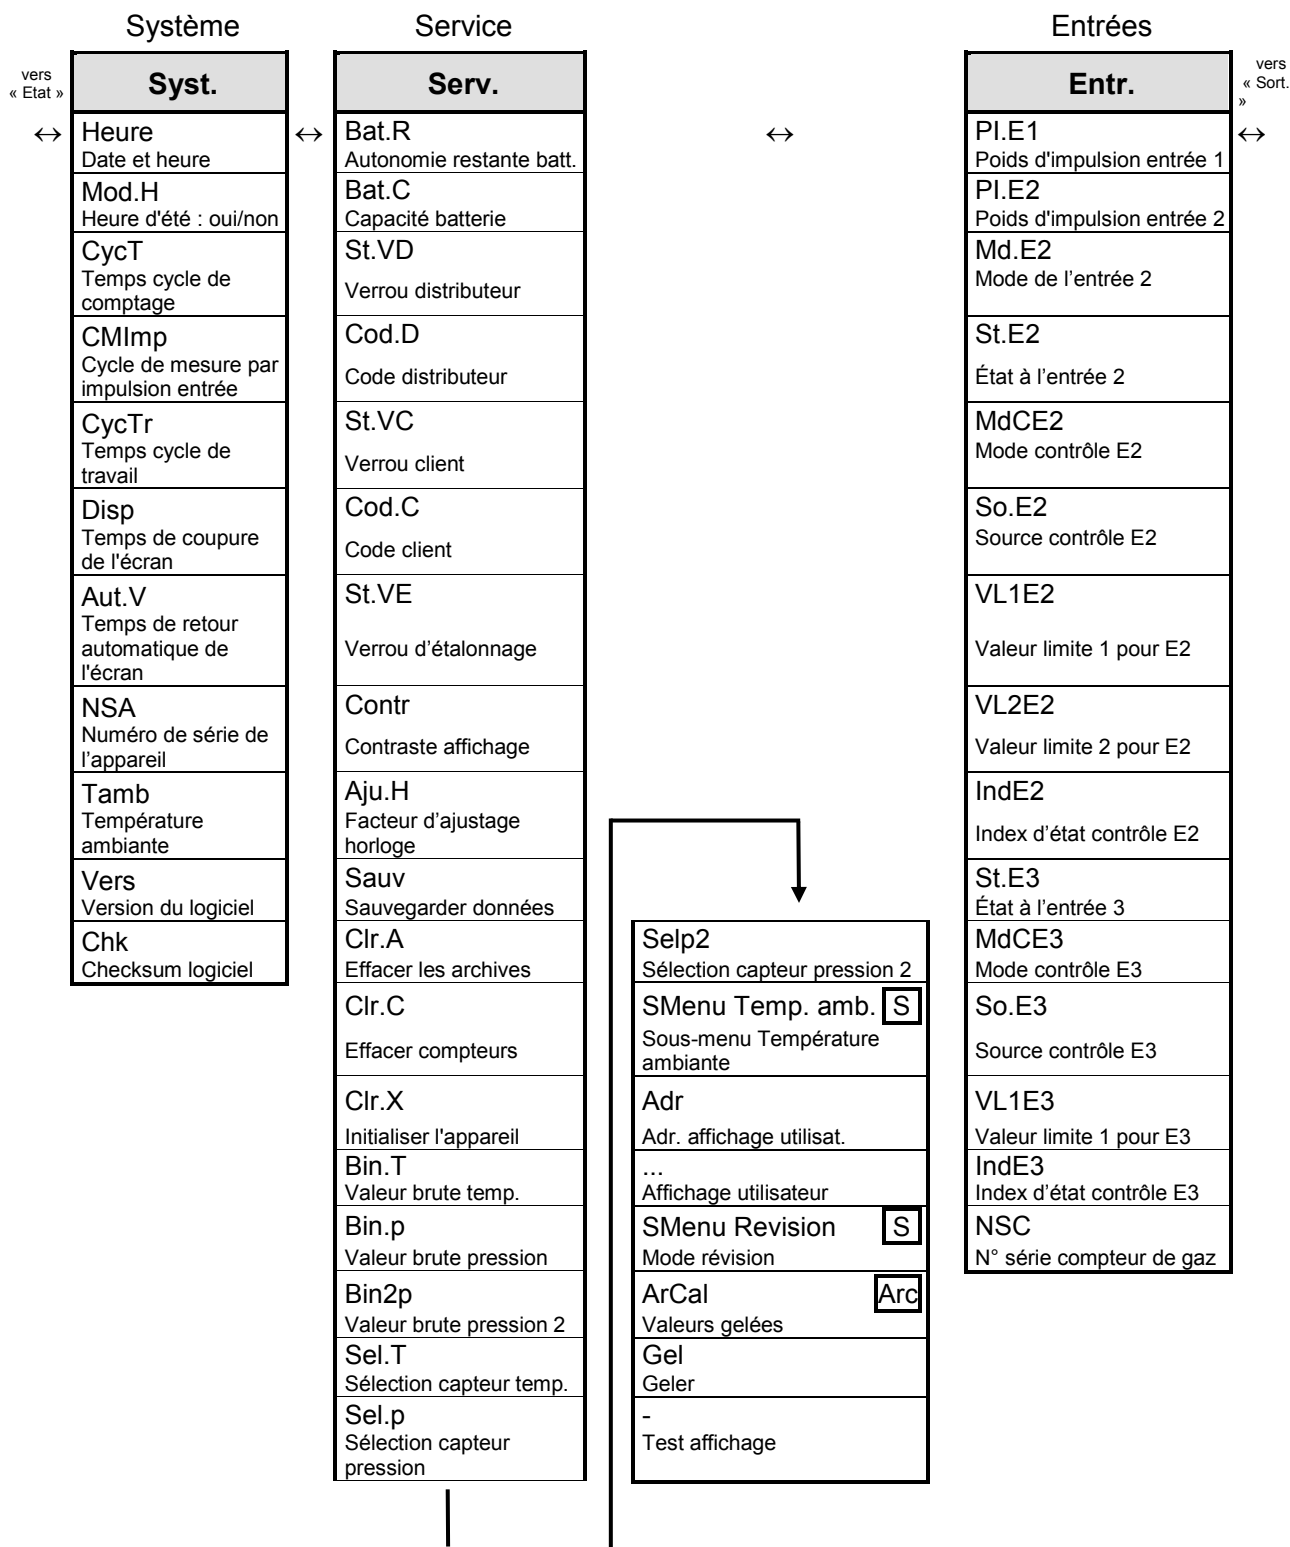 Système
Service
Entrées
vers
« Etat »
Syst.
Serv.
Entr.
vers
« Sort.
»
↔
Heure
Date et heure
Mod.H
Heure d'été : oui/non
CycT
Temps cycle de
comptage
CMImp
Cycle de mesure par
impulsion entrée
CycTr
Temps cycle de
travail
Disp
Temps de coupure
de l'écran
Aut.V
Temps de retour
automatique de
l'écran
NSA
Numéro de série de
l’appareil
Tamb
Température
ambiante
Vers
Version du logiciel
Chk
Checksum logiciel
↔
Bat.R
Autonomie restante batt.
Bat.C
Capacité batterie
St.VD
Verrou distributeur
Cod.D
Code distributeur
St.VC
Verrou client
Cod.C
Code client
St.VE
Verrou d’étalonnage
Contr
Contraste affichage
Aju.H
Facteur d’ajustage
horloge
Sauv
Sauvegarder données
Clr.A
Effacer les archives
Clr.C
Effacer compteurs
Clr.X
Initialiser l'appareil
Bin.T
Valeur brute temp.
Bin.p
Valeur brute pression
Bin2p
Valeur brute pression 2
Sel.T
Sélection capteur temp.
Sel.p
Sélection capteur
pression
↔
Selp2
Sélection capteur pression 2
SMenu Temp. amb. S
Sous-menu Température
ambiante
Adr
Adr. affichage utilisat.
...
Affichage utilisateur
SMenu Revision S
Mode révision
ArCal Arc
Valeurs gelées
Gel
Geler
-
Test affichage
PI.E1
Poids d'impulsion entrée 1
PI.E2
Poids d'impulsion entrée 2
Md.E2
Mode de l’entrée 2
St.E2
État à l’entrée 2
MdCE2
Mode contrôle E2
So.E2
Source contrôle E2
VL1E2
Valeur limite 1 pour E2
VL2E2
Valeur limite 2 pour E2
IndE2
Index d’état contrôle E2
St.E3
État à l’entrée 3
MdCE3
Mode contrôle E3
So.E3
Source contrôle E3
VL1E3
Valeur limite 1 pour E3
IndE3
Index d’état contrôle E3
NSC
N° série compteur de gaz
↔